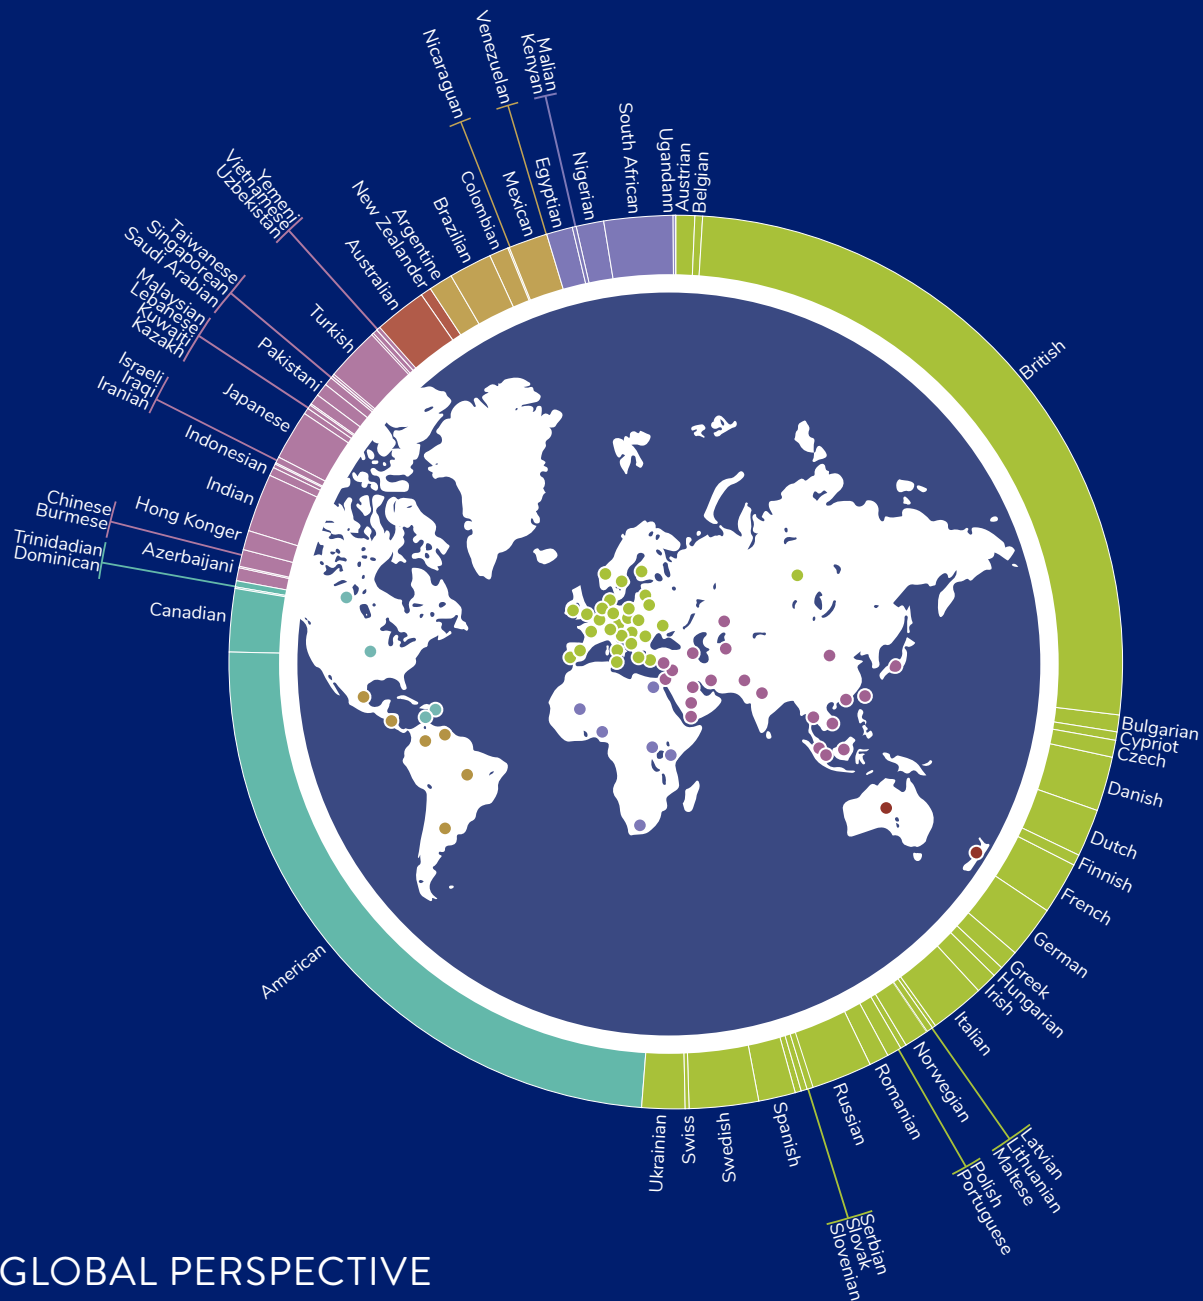 Ugandann
Austrian
Belgian
British
Bulgarian
Cypriot
Czech
Danish
Dutch
Finnish
French
German
Greek
Hungarian
Irish
Italian
Latvian
Lithuanian
Maltese
Norwegian
Polish
Portuguese
Romanian
Russian
Serbian
Slovak
Slovenian
Spanish
Swedish
Swiss
Ukrainian
American
Canadian
Dominican
Trinidadian
Azerbaijani
Burmese
Chinese
Hong Konger
Indian
Indonesian
Iranian
Iraqi
Israeli
Japanese
Kazakh
Kuwaiti
Lebanese
Malaysian
Pakistani
Saudi Arabian
Singaporean
Taiwanese
Turkish
Uzbekistan
Vietnamese
Yemeni
Australian
New Zealander
Argentine
Brazilian
Colombian
Nicaraguan
Mexican
Venezuelan
Egyptian
Kenyan
Malian
Nigerian
South African
GLOBAL PERSPECTIVE